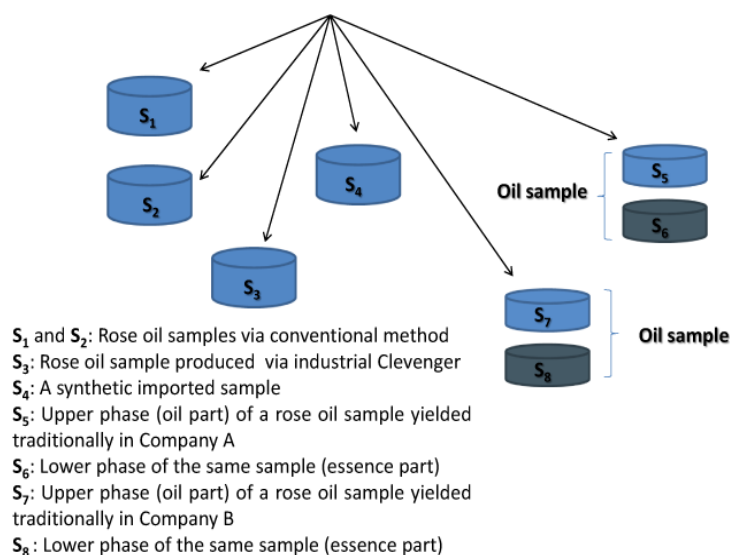 S₁
S₂
S₃
S₄
Oil sample
S₅
S₆
S₇
S₈
Oil sample
S₁ and S₂: Rose oil samples via conventional method
S₃: Rose oil sample produced via industrial Clevenger
S₄: A synthetic imported sample
S₅: Upper phase (oil part) of a rose oil sample yielded
traditionally in Company A
S₆: Lower phase of the same sample (essence part)
S₇: Upper phase (oil part) of a rose oil sample yielded
traditionally in Company B
S₈: Lower phase of the same sample (essence part)